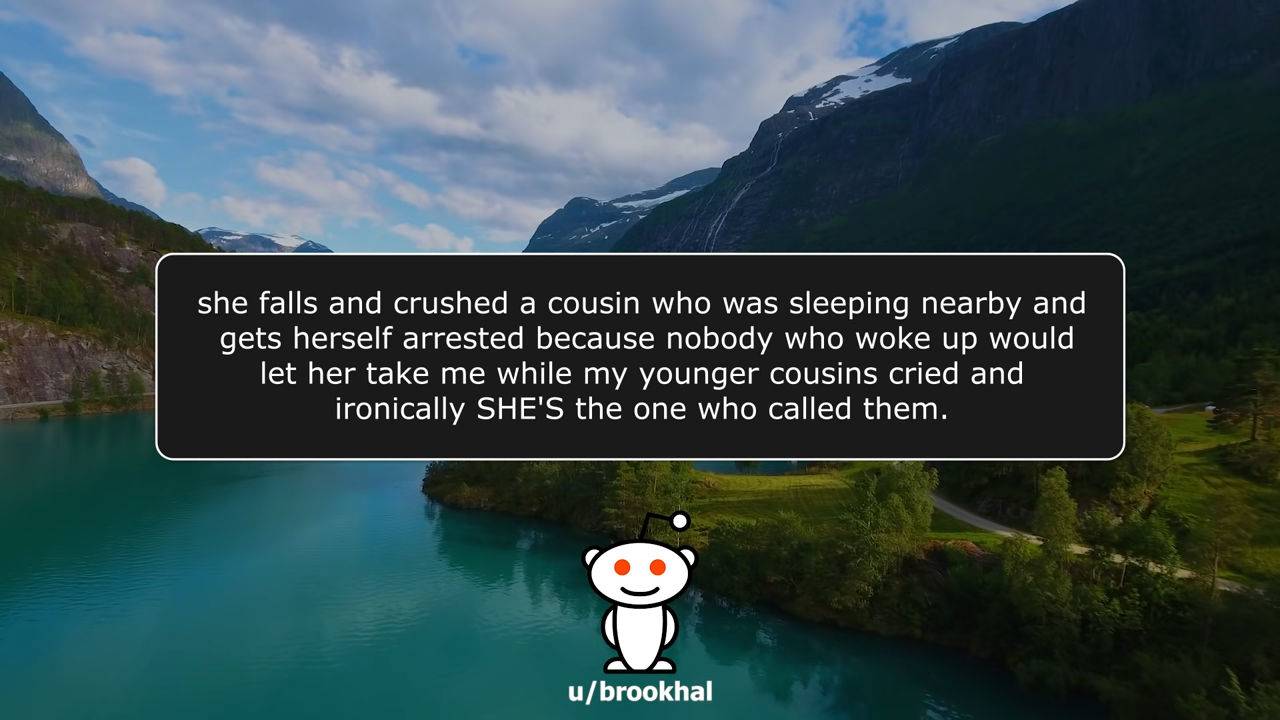 she falls and crushed a cousin who was sleeping nearby and
gets herself arrested because nobody who woke up would
let her take me while my younger cousins cried and
ironically SHE'S the one who called them.
u/brookhal